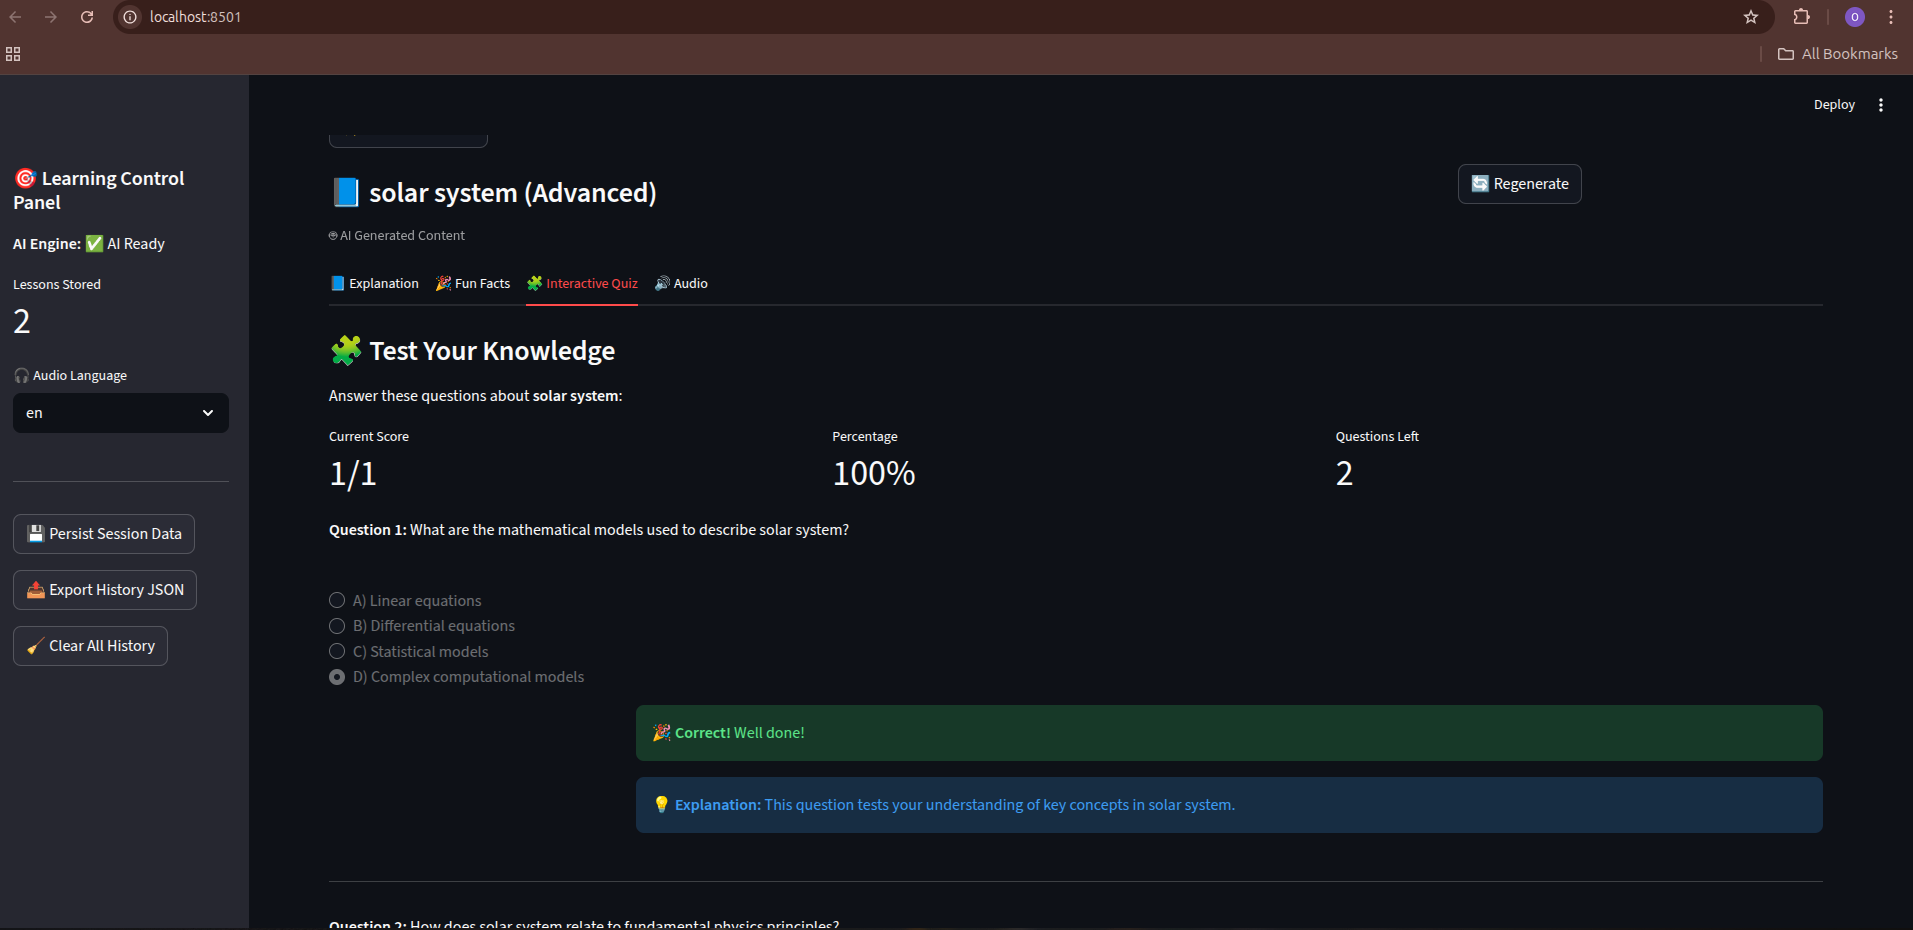 localhost:8501
O
All Bookmarks
Deploy
🎯 Learning Control
Panel
AI Engine: ✅ AI Ready
Lessons Stored
2
🎧 Audio Language
en
💾 Persist Session Data
📤 Export History JSON
🧹 Clear All History
📘 solar system (Advanced)
🔄 Regenerate
AI Generated Content
📘 Explanation
🎉 Fun Facts
🧩 Interactive Quiz
🔊 Audio
🧩 Test Your Knowledge
Answer these questions about solar system:
Current Score
1/1
Percentage
100%
Questions Left
2
Question 1: What are the mathematical models used to describe solar system?
A) Linear equations
B) Differential equations
C) Statistical models
D) Complex computational models
🎉 Correct! Well done!
💡 Explanation: This question tests your understanding of key concepts in solar system.
Question 2: How does solar system relate to fundamental physics principles?